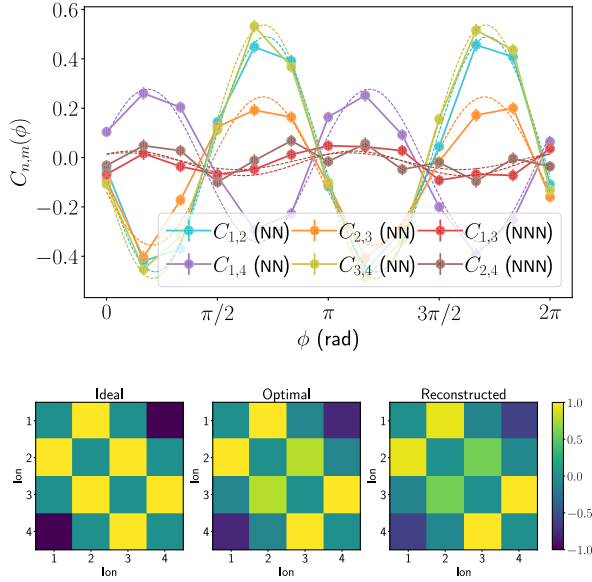 0.6
0.4
0.2
0.0
−0.2
−0.4
C_{n,m}(ϕ)
C_{1,2} (NN) C_{2,3} (NN) C_{1,3} (NNN)
C_{1,4} (NN) C_{3,4} (NN) C_{2,4} (NNN)
0 π/2 π 3π/2 2π
ϕ (rad)
Ideal Optimal Reconstructed
1 2 3 4
Ion
1 2 3 4
Ion
1 2 3 4
Ion
1 2 3 4
Ion
1 2 3 4
Ion
1 2 3 4
Ion
1.0
0.5
0.0
−0.5
−1.0